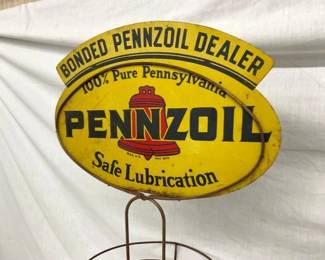 BONDED PENNZOIL DEALER
100% Pure Pennsylvania
PENNZOIL
Safe Lubrication